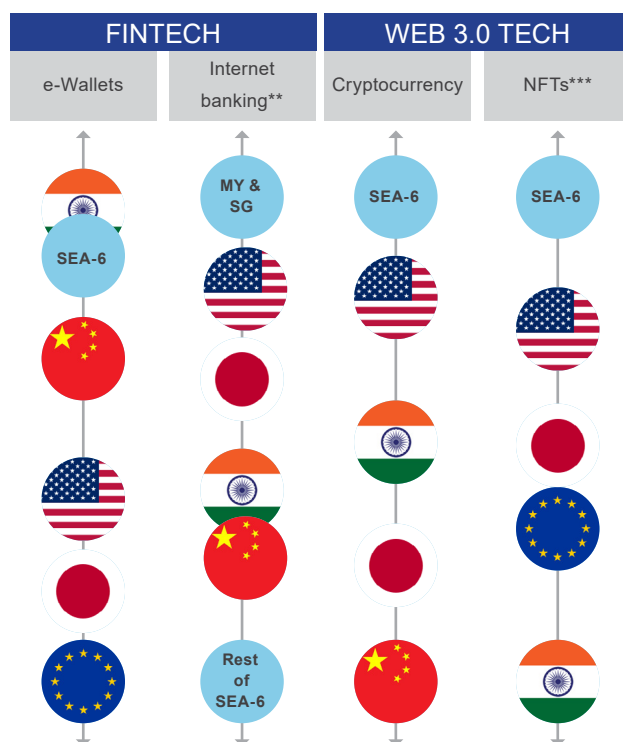 FINTECH
WEB 3.0 TECH
e-Wallets
Internet
banking**
Cryptocurrency
NFTs***
SEA-6
MY &
SG
SEA-6
SEA-6
Rest
of
SEA-6